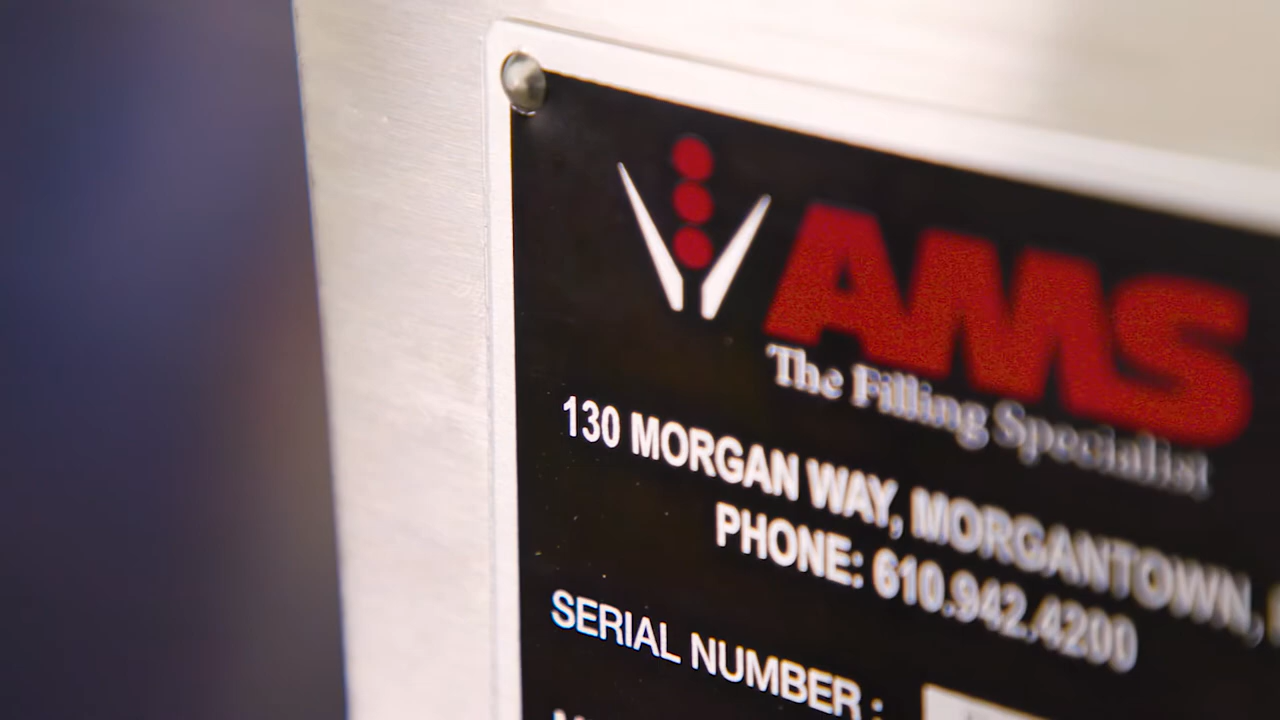 AMS
The Filling Specialist
130 MORGAN WAY, MORGANTOWN,
PHONE: 610.942.4200
SERIAL NUMBER :